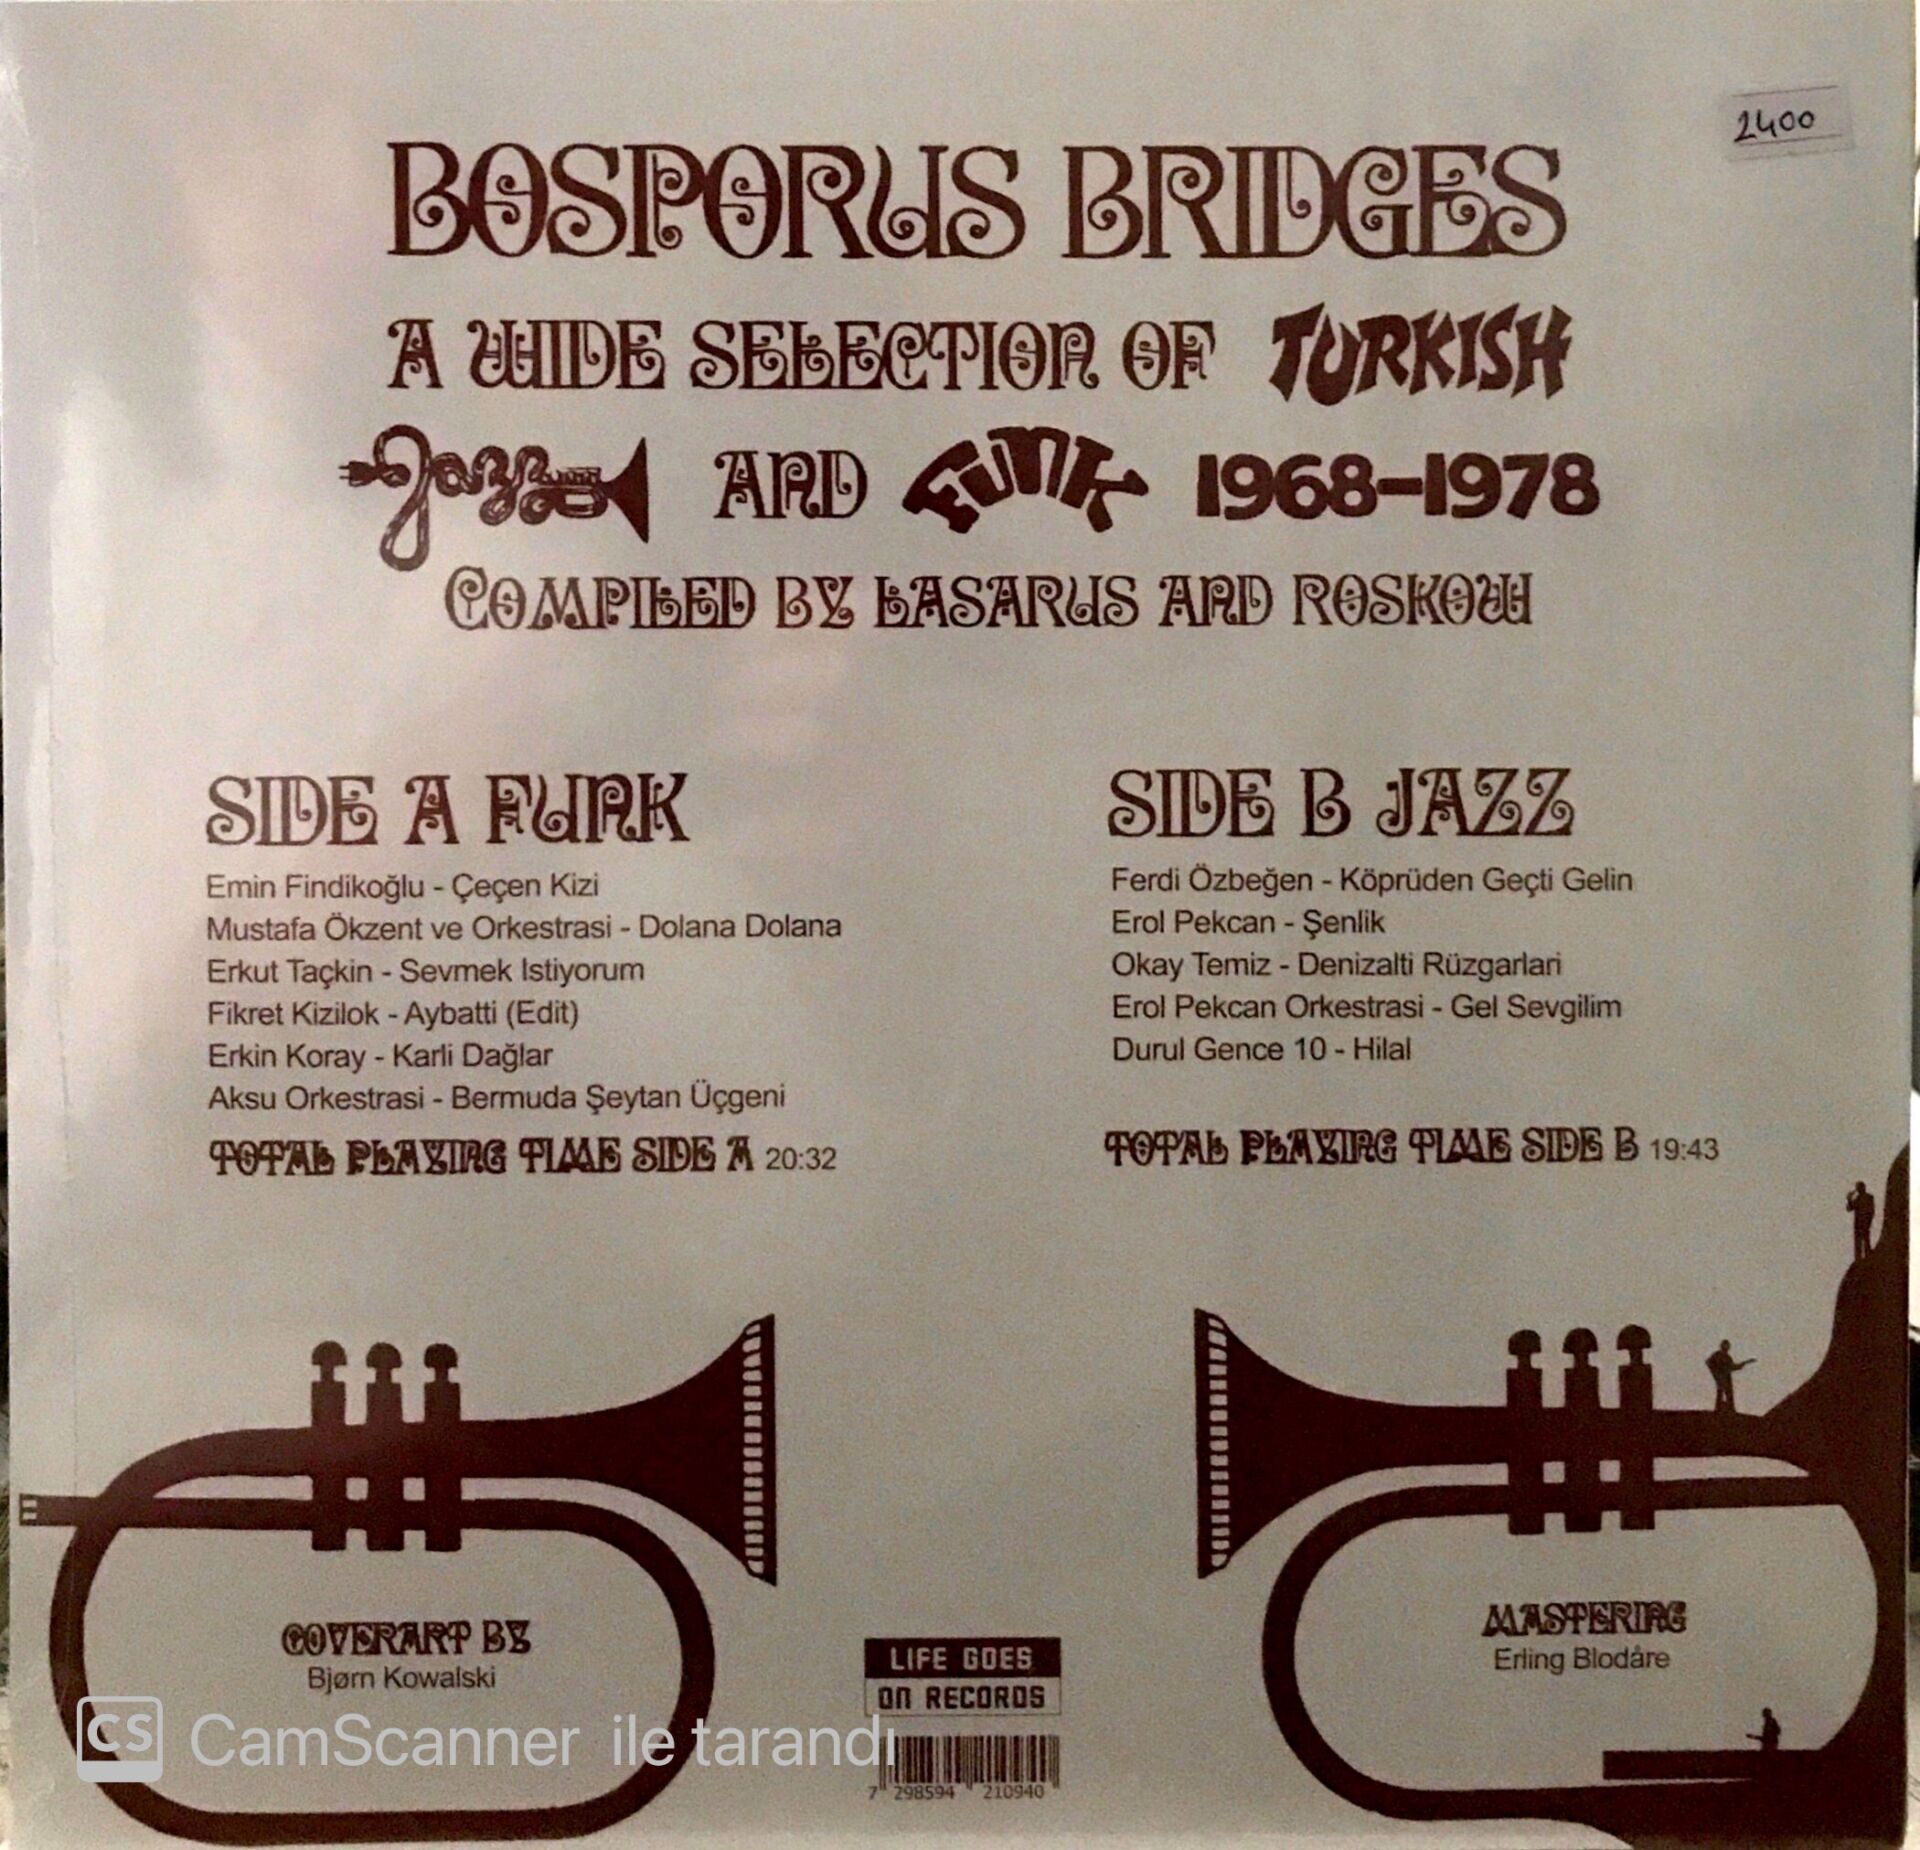 2400
BOSPORUS BRIDGES
A WIDE SELECTION OF TURKISH
Jazz AND FUNK 1968-1978
COMPILED BY LASARUS AND ROSKOW
SIDE A FUNK
Emin Findikoğlu - Çeçen Kizi
Mustafa Ökzent ve Orkestrasi - Dolana Dolana
Erkut Taçkin - Sevmek Istiyorum
Fikret Kizilok - Aybatti (Edit)
Erkin Koray - Karli Dağlar
Aksu Orkestrasi - Bermuda Şeytan Üçgeni
TOTAL PLAYING TIME SIDE A 20:32
SIDE B JAZZ
Ferdi Özbeğen - Köprüden Geçti Gelin
Erol Pekcan - Şenlik
Okay Temiz - Denizalti Rüzgarlari
Erol Pekcan Orkestrasi - Gel Sevgilim
Durul Gence 10 - Hilal
TOTAL PLAYING TIME SIDE B 19:43
COVERART BY
Bjørn Kowalski
MASTERING
Erling Blodåre
LIFE GOES
ON RECORDS
7 298594 210940
CS CamScanner ile tarandı